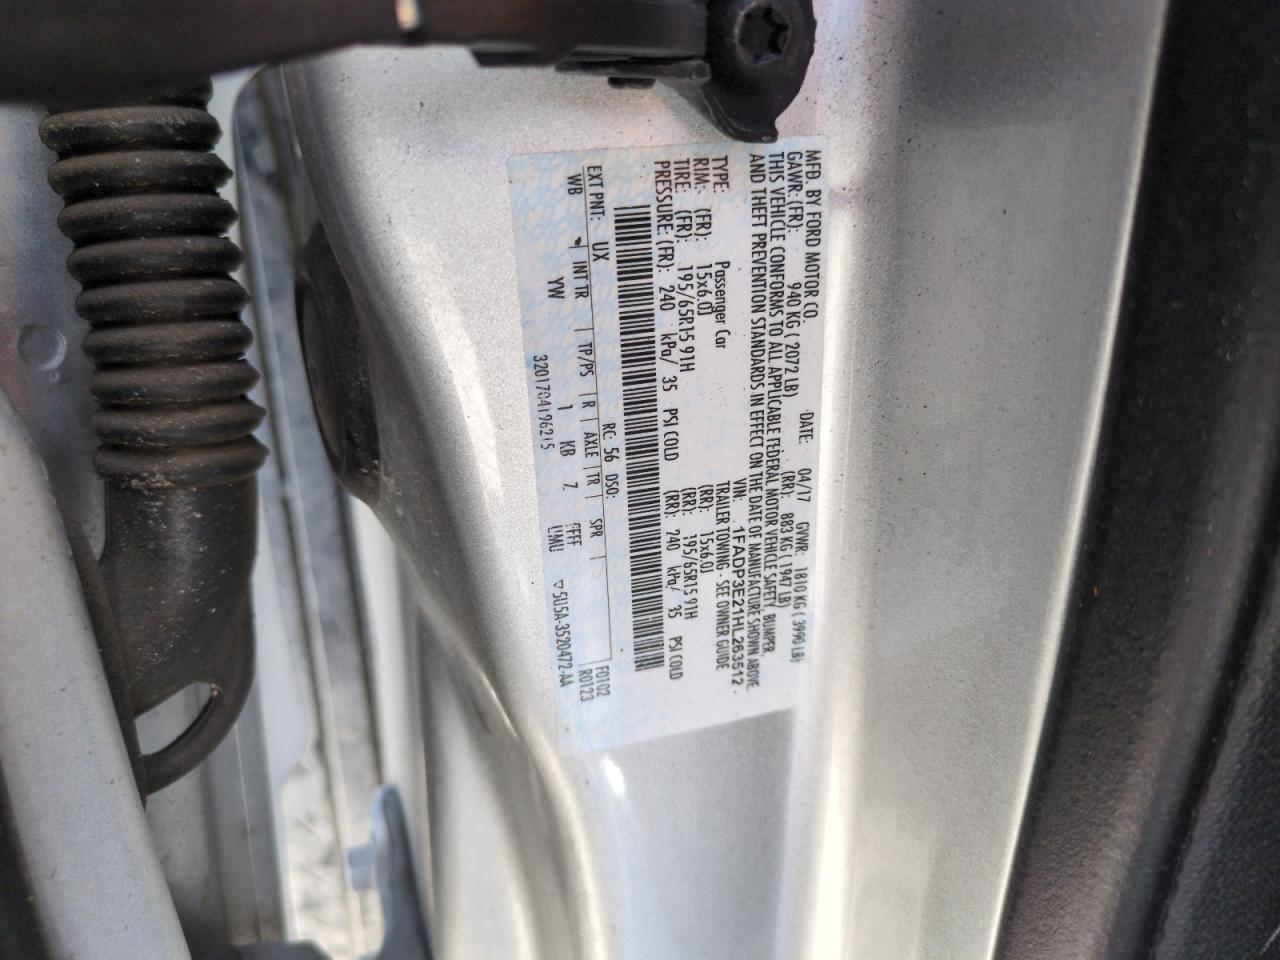 MFD. BY FORD MOTOR CO.
DATE: 04/17 GVWR: 1810 KG ( 3990 LB)
GAWR: (FR): 940 KG ( 2072 LB) (RR): 883 KG ( 1947 LB)
THIS VEHICLE CONFORMS TO ALL APPLICABLE FEDERAL MOTOR VEHICLE SAFETY, BUMPER,
AND THEFT PREVENTION STANDARDS IN EFFECT ON THE DATE OF MANUFACTURE SHOWN ABOVE.
VIN: 1FADP3E21HL263512
TYPE: Passenger Car TRAILER TOWING - SEE OWNER GUIDE
RIM: (FR): 15x6.0J (RR): 15x6.0J
TIRE: (FR): 195/65R15 91H (RR): 195/65R15 91H
PRESSURE: (FR): 240 kPa/ 35 PSI COLD (RR): 240 kPa/ 35 PSI COLD
RC: 56 DSO: F0102
EXT PNT: UX R0123
WB INT TR TP/PS R AXLE TR SPR
YW 1 KB 7
320170419621 5 ▽5U5A-3520472-AA